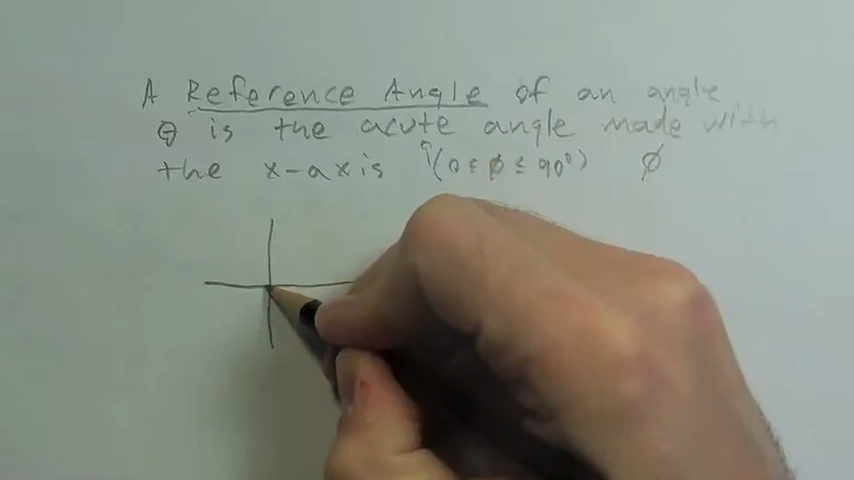 A Reference Angle of an angle
θ is the acute angle made with
the x-axis (0 ≤ ø ≤ 90°) ø